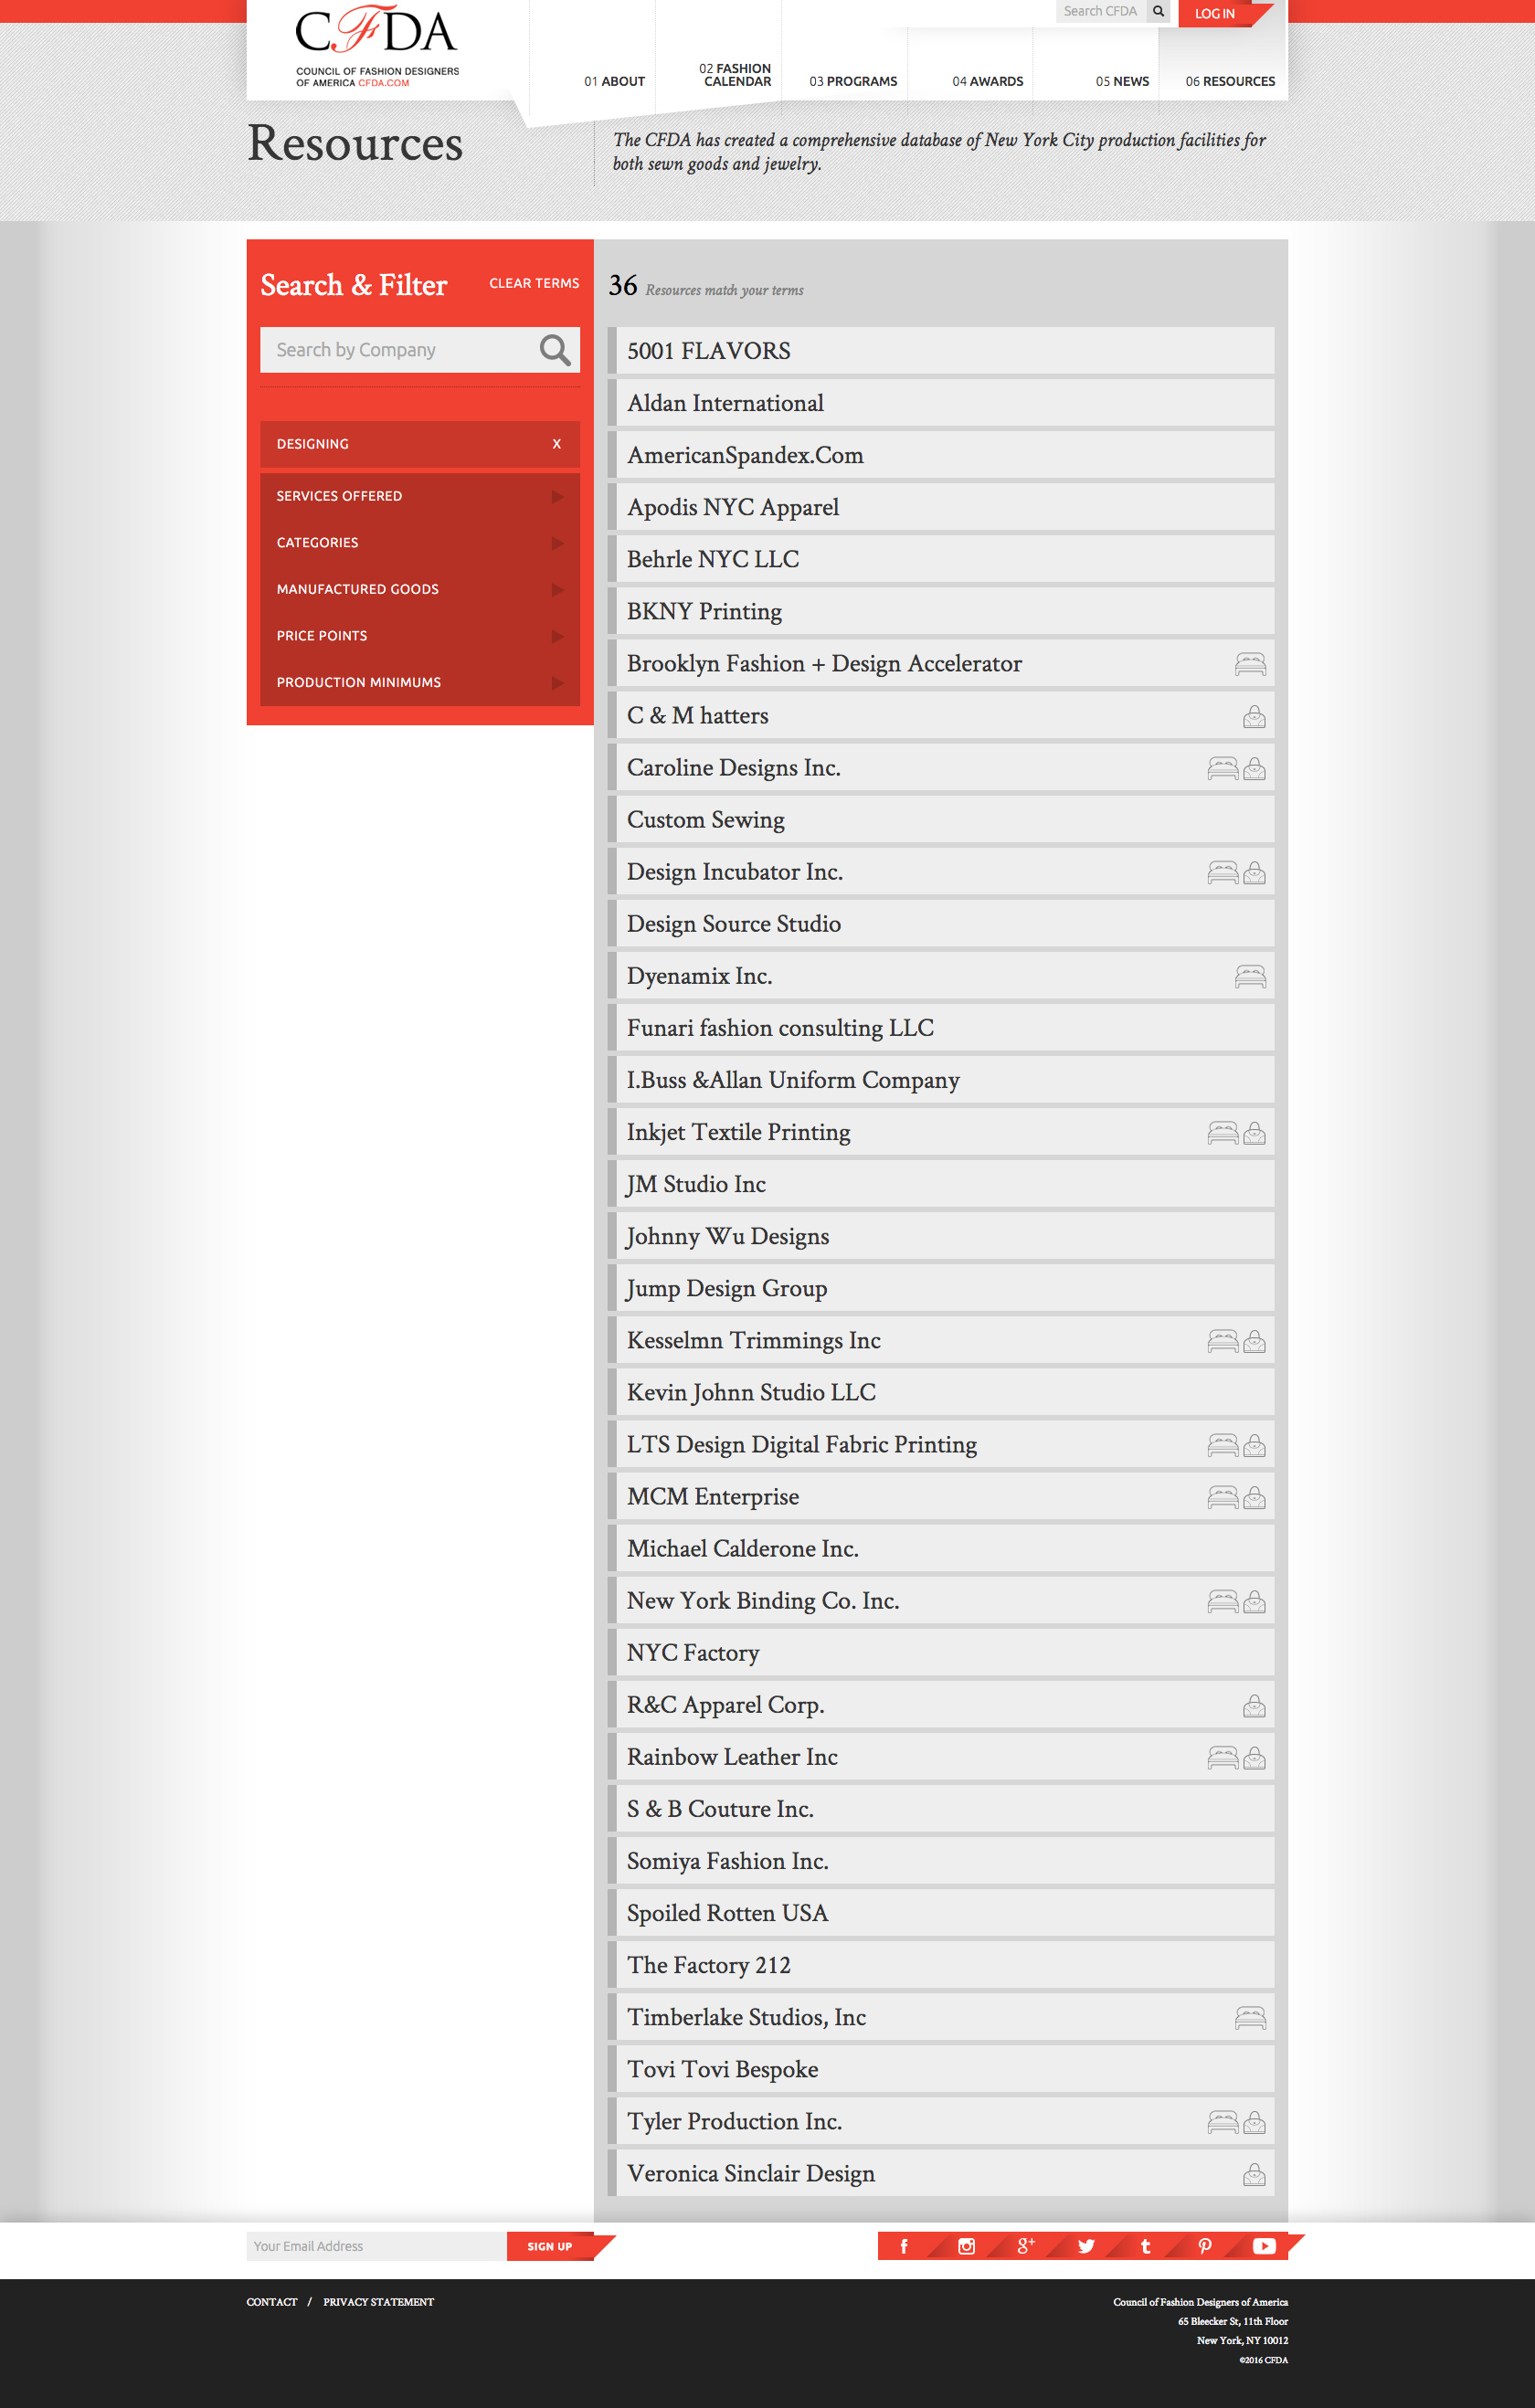 CFDA
COUNCIL OF FASHION DESIGNERS
OF AMERICA CFDA.COM
Search CFDA
LOG IN
01 ABOUT
02 FASHION
CALENDAR
03 PROGRAMS
04 AWARDS
05 NEWS
06 RESOURCES
Resources
The CFDA has created a comprehensive database of New York City production facilities for
both sewn goods and jewelry.
Search & Filter
CLEAR TERMS
Search by Company
DESIGNING X
SERVICES OFFERED
CATEGORIES
MANUFACTURED GOODS
PRICE POINTS
PRODUCTION MINIMUMS
36 Resources match your terms
5001 FLAVORS
Aldan International
AmericanSpandex.Com
Apodis NYC Apparel
Behrle NYC LLC
BKNY Printing
Brooklyn Fashion + Design Accelerator
C & M hatters
Caroline Designs Inc.
Custom Sewing
Design Incubator Inc.
Design Source Studio
Dyenamix Inc.
Funari fashion consulting LLC
I.Buss &Allan Uniform Company
Inkjet Textile Printing
JM Studio Inc
Johnny Wu Designs
Jump Design Group
Kesselmn Trimmings Inc
Kevin Johnn Studio LLC
LTS Design Digital Fabric Printing
MCM Enterprise
Michael Calderone Inc.
New York Binding Co. Inc.
NYC Factory
R&C Apparel Corp.
Rainbow Leather Inc
S & B Couture Inc.
Somiya Fashion Inc.
Spoiled Rotten USA
The Factory 212
Timberlake Studios, Inc
Tovi Tovi Bespoke
Tyler Production Inc.
Veronica Sinclair Design
Your Email Address
SIGN UP
CONTACT / PRIVACY STATEMENT
Council of Fashion Designers of America
65 Bleecker St, 11th Floor
New York, NY 10012
©2016 CFDA